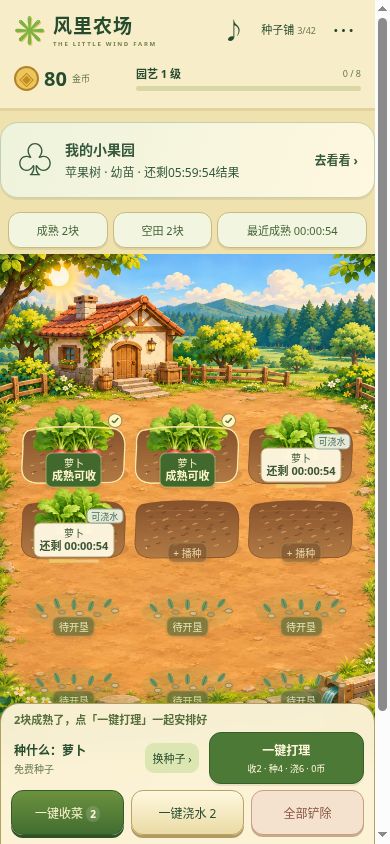 风里农场
THE LITTLE WIND FARM
种子铺 3/42
80 金币
园艺 1 级
0 / 8
我的小果园
苹果树 · 幼苗 · 还剩05:59:54结果
去看看 ›
成熟 2块
空田 2块
最近成熟 00:00:54
萝卜
成熟可收
萝卜
成熟可收
可浇水
萝卜
还剩 00:00:54
可浇水
萝卜
还剩 00:00:54
+ 播种
+ 播种
待开垦
待开垦
待开垦
待开垦
待开垦
待开垦
2块成熟了，点「一键打理」一起安排好
种什么：萝卜
免费种子
换种子 ›
一键打理
收2 · 种4 · 浇6 · 0币
一键收菜 2
一键浇水 2
全部铲除